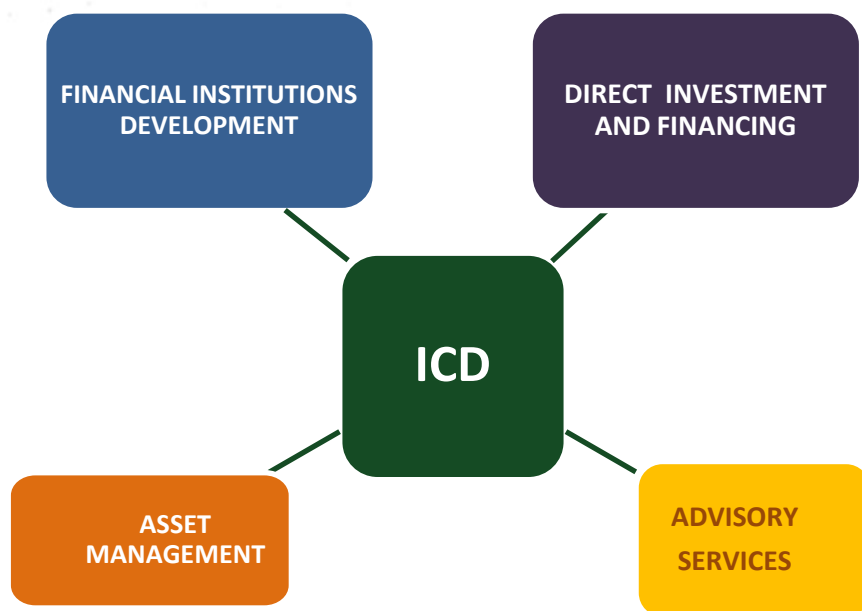 FINANCIAL INSTITUTIONS
DEVELOPMENT
DIRECT INVESTMENT
AND FINANCING
ICD
ASSET
MANAGEMENT
ADVISORY
SERVICES